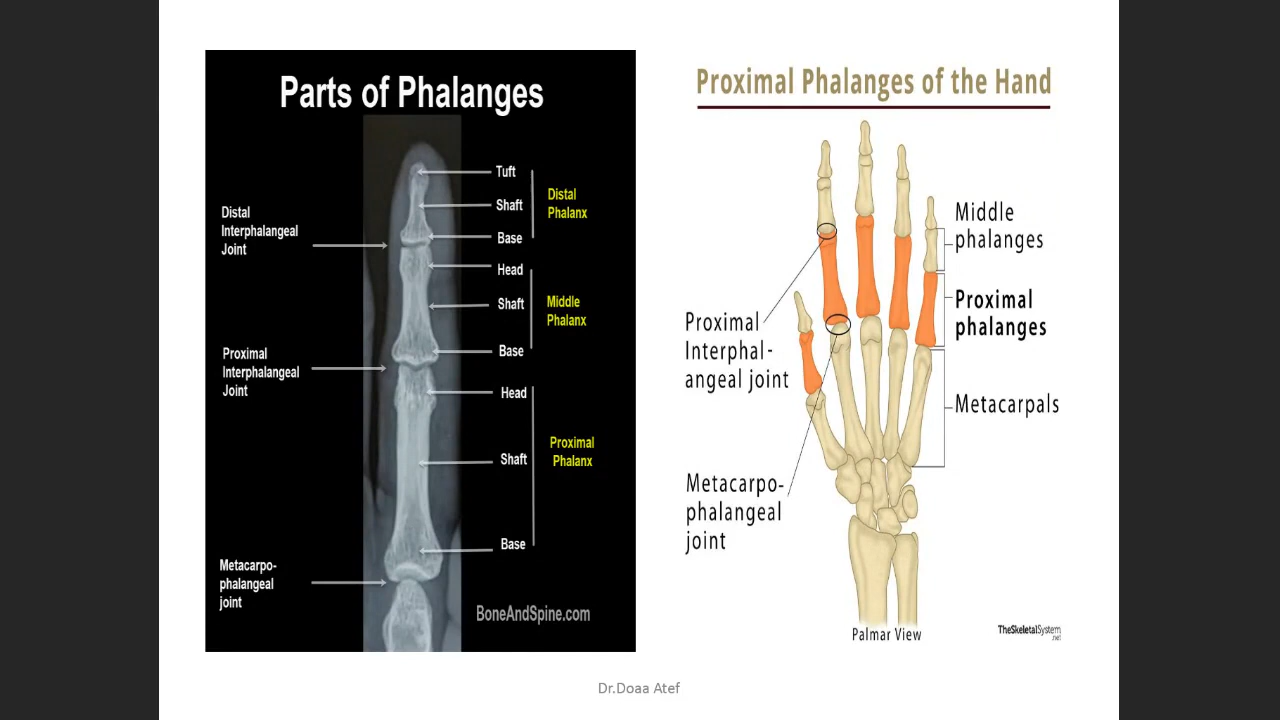 Parts of Phalanges
Tuft
Shaft
Base
Distal
Phalanx
Distal
Interphalangeal
Joint
Head
Shaft
Base
Middle
Phalanx
Proximal
Interphalangeal
Joint
Head
Shaft
Base
Proximal
Phalanx
Metacarpo-
phalangeal
joint
BoneAndSpine.com
Proximal Phalanges of the Hand
Middle
phalanges
Proximal
phalanges
Proximal
Interphal-
angeal joint
Metacarpals
Metacarpo-
phalangeal
joint
Palmar View
TheSkeletalSystem
.net
Dr.Doaa Atef